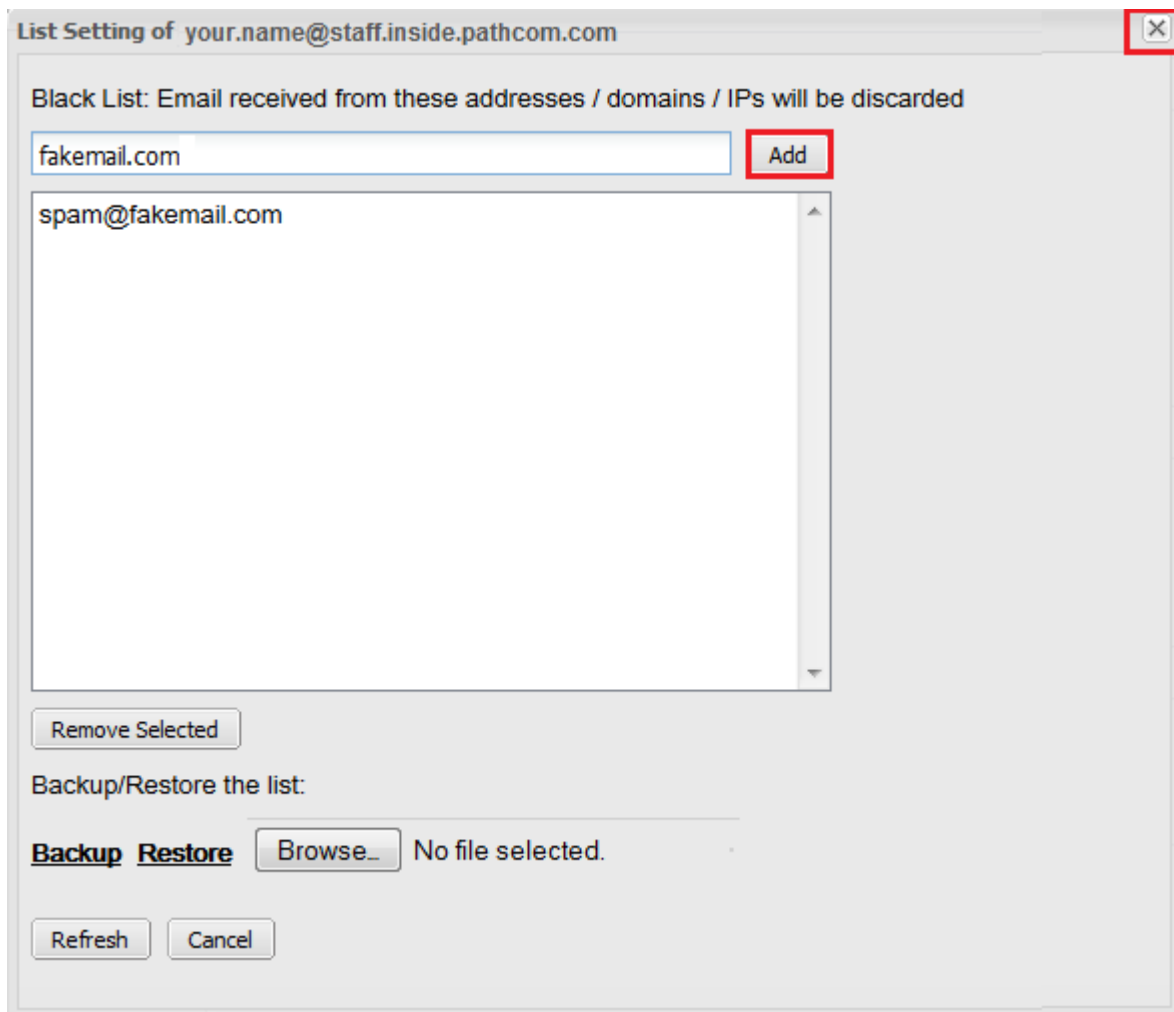 List Setting of your.name@staff.inside.pathcom.com
Black List: Email received from these addresses / domains / IPs will be discarded
fakemail.com Add
spam@fakemail.com
Remove Selected
Backup/Restore the list:
Backup Restore Browse... No file selected.
Refresh Cancel